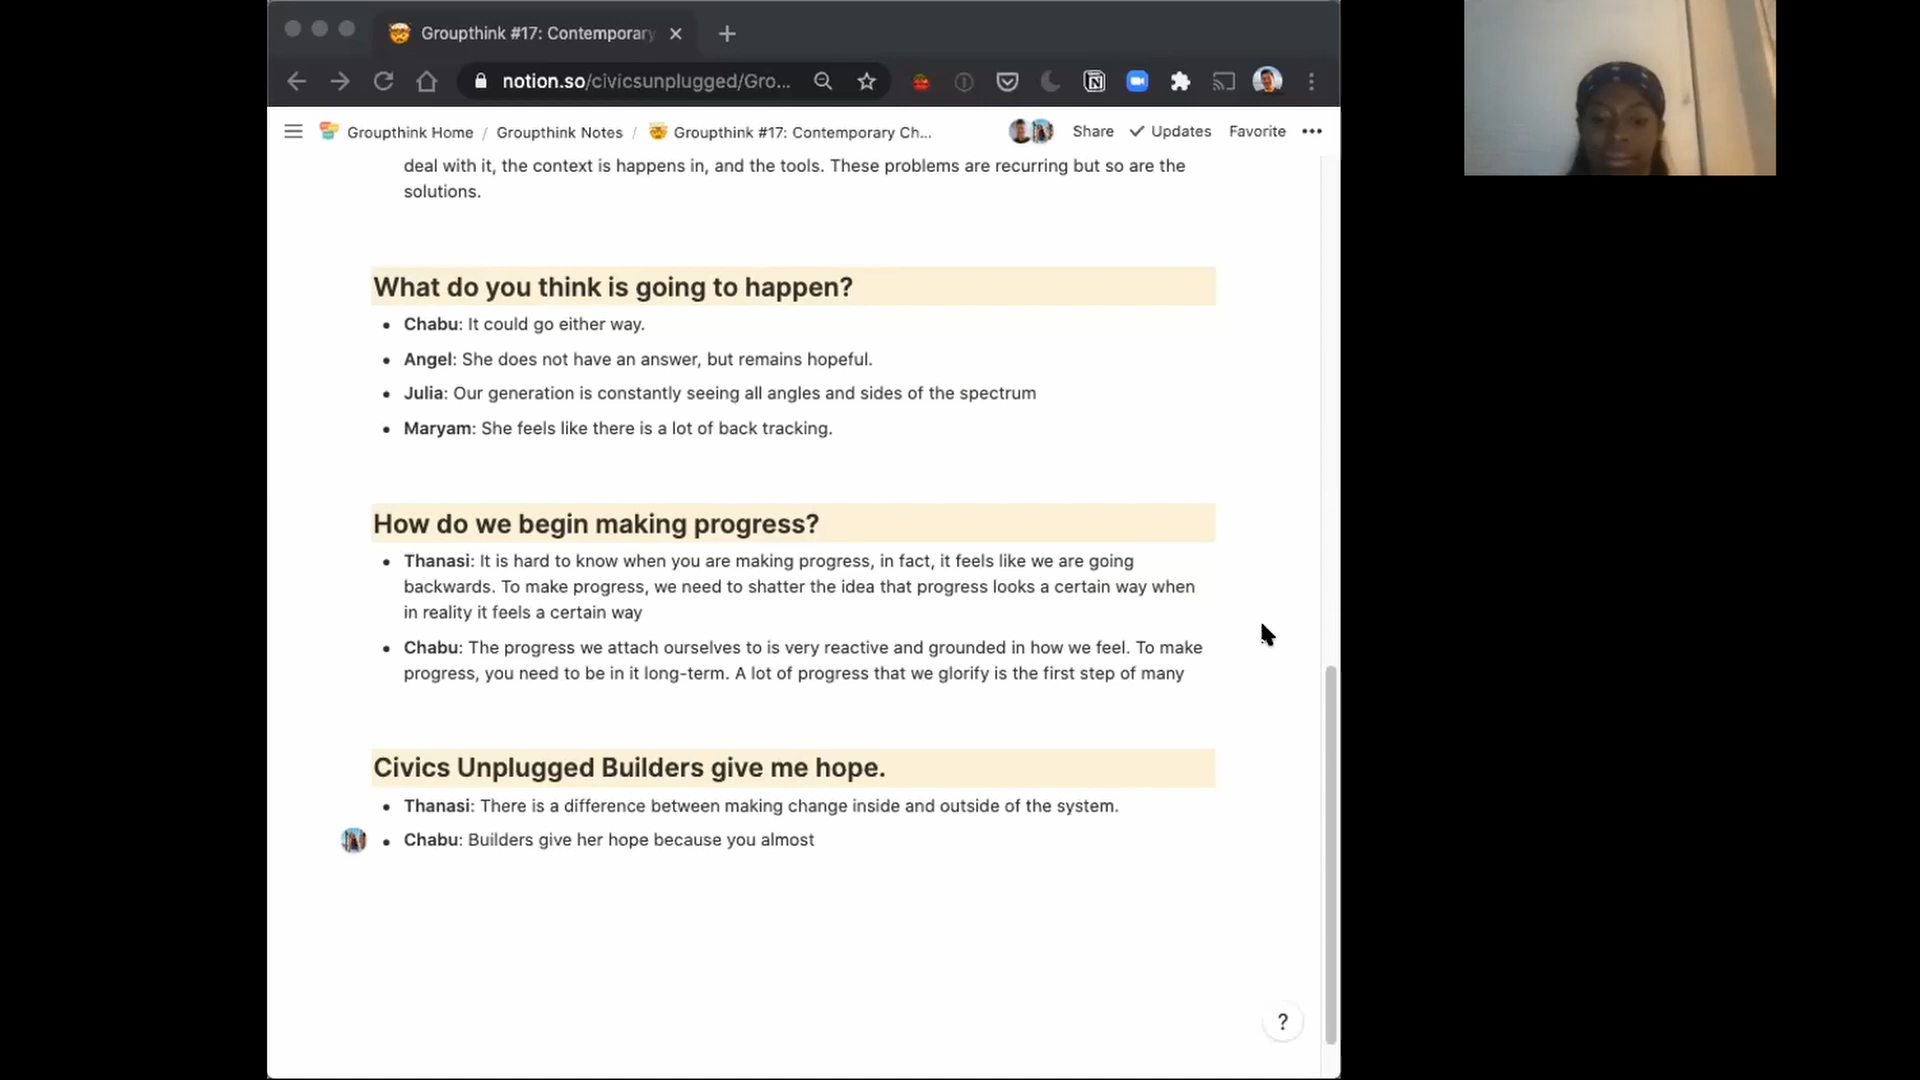 Groupthink #17: Contemporary
notion.so/civicsunplugged/Gro...
Groupthink Home / Groupthink Notes / Groupthink #17: Contemporary Ch...
Share Updates Favorite
deal with it, the context is happens in, and the tools. These problems are recurring but so are the
solutions.
What do you think is going to happen?
• Chabu: It could go either way.
• Angel: She does not have an answer, but remains hopeful.
• Julia: Our generation is constantly seeing all angles and sides of the spectrum
• Maryam: She feels like there is a lot of back tracking.
How do we begin making progress?
• Thanasi: It is hard to know when you are making progress, in fact, it feels like we are going
backwards. To make progress, we need to shatter the idea that progress looks a certain way when
in reality it feels a certain way
• Chabu: The progress we attach ourselves to is very reactive and grounded in how we feel. To make
progress, you need to be in it long-term. A lot of progress that we glorify is the first step of many
Civics Unplugged Builders give me hope.
• Thanasi: There is a difference between making change inside and outside of the system.
• Chabu: Builders give her hope because you almost
?